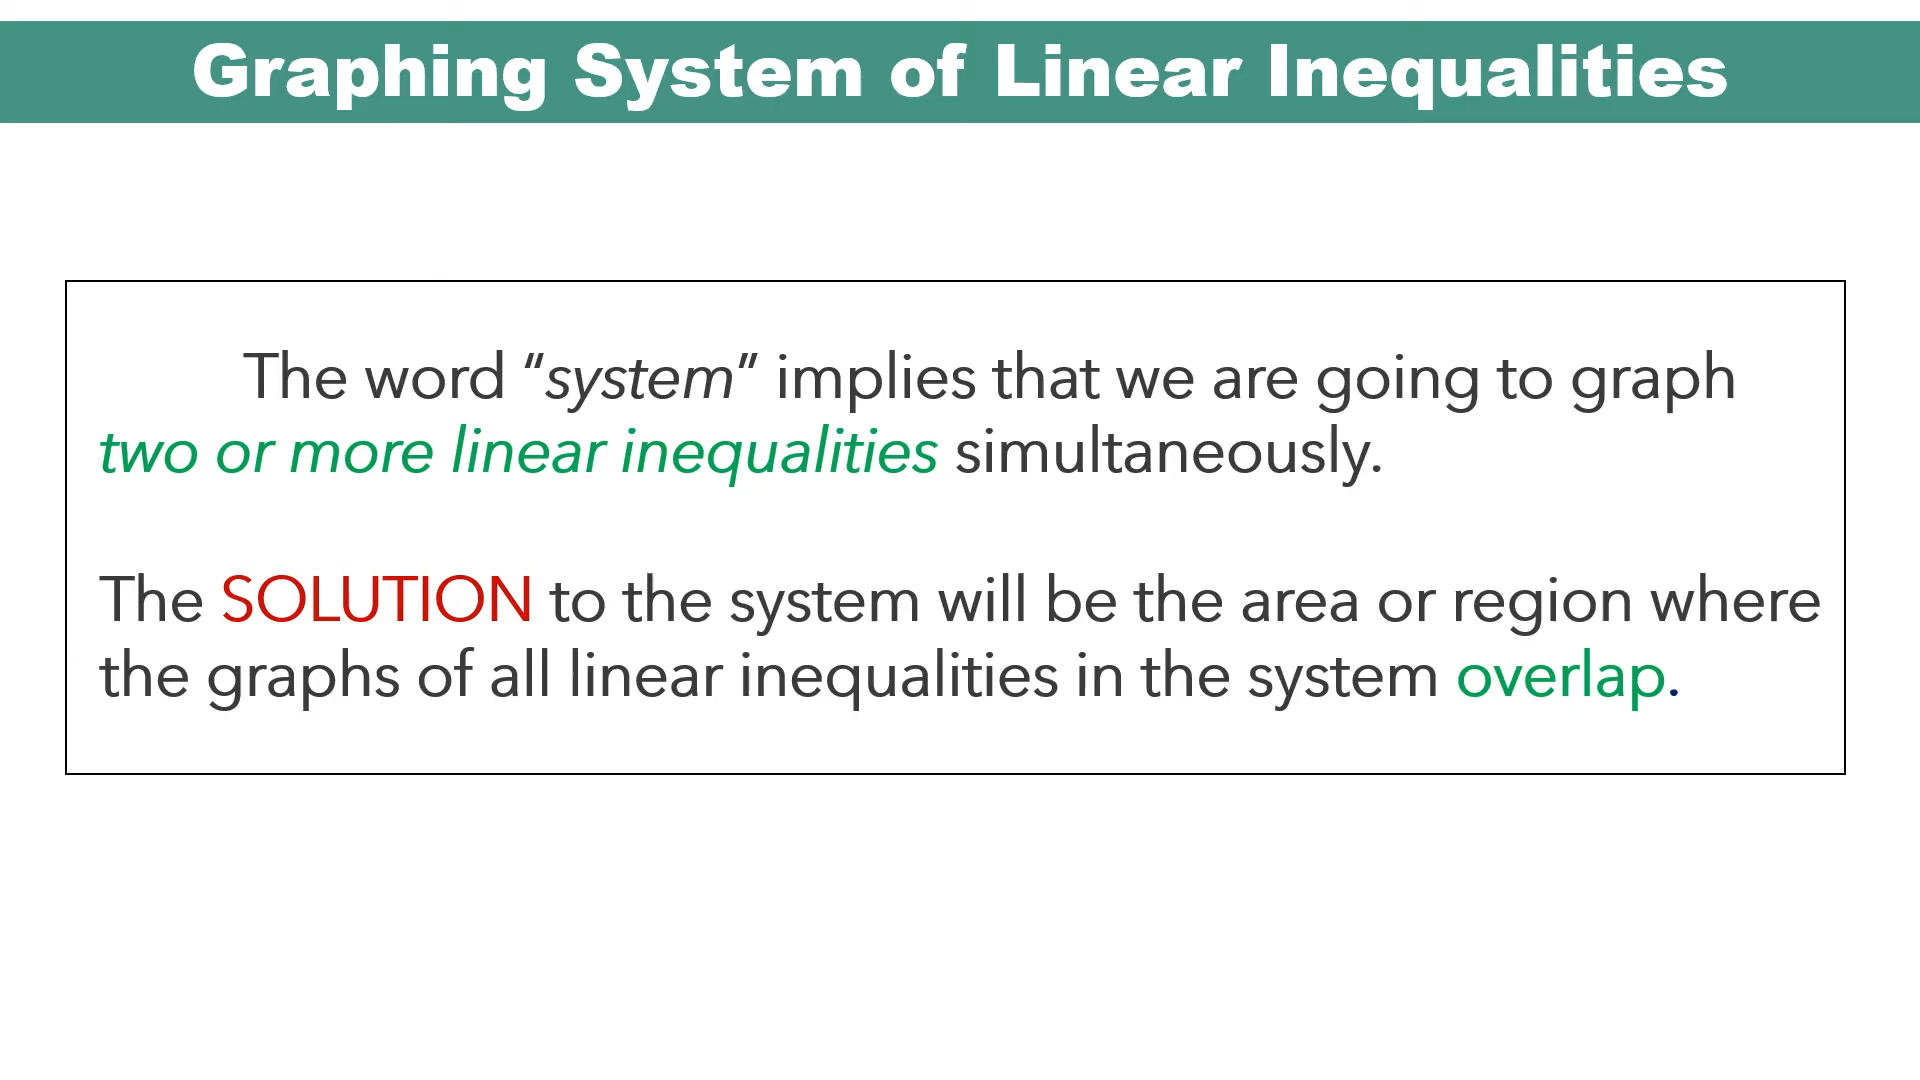 Graphing System of Linear Inequalities
The word “system” implies that we are going to graph
two or more linear inequalities simultaneously.
The SOLUTION to the system will be the area or region where
the graphs of all linear inequalities in the system overlap.